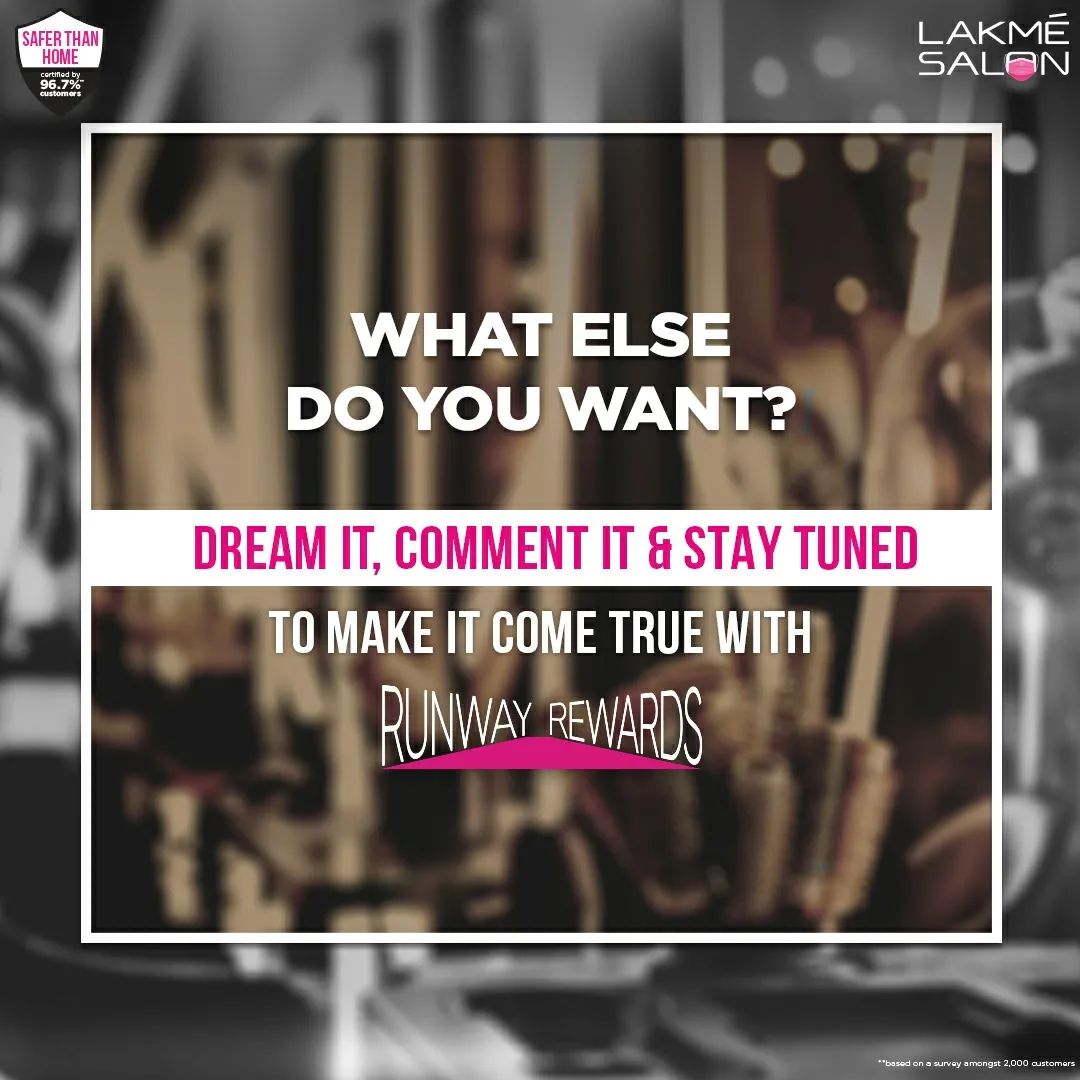 SAFER THAN
HOME
certified by
96.7%**
customers
LAKMÉ
SALON
WHAT ELSE
DO YOU WANT?
DREAM IT, COMMENT IT & STAY TUNED
TO MAKE IT COME TRUE WITH
RUNWAY REWARDS
**based on a survey amongst 2,000 customers